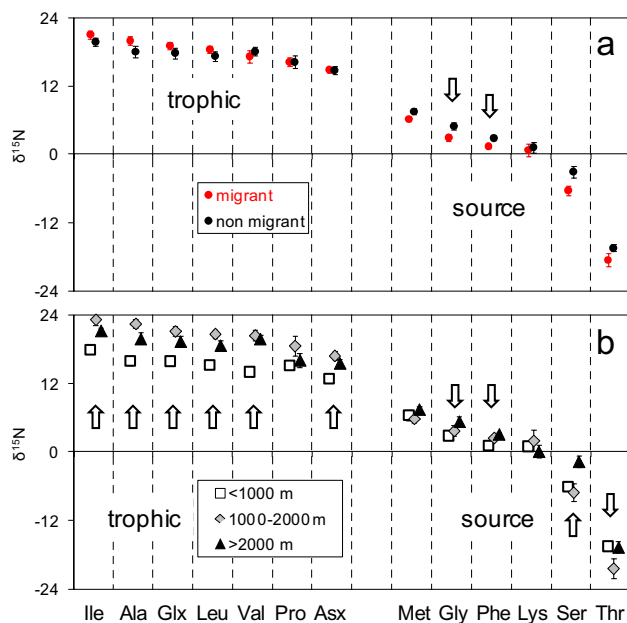 24
a
12
trophic
δ¹⁵N
0
migrant
non migrant
source
-12
-24
24
b
12
δ¹⁵N
0
<1000 m
1000-2000 m
>2000 m
trophic
source
-12
-24
Ile Ala Glx Leu Val Pro Asx Met Gly Phe Lys Ser Thr